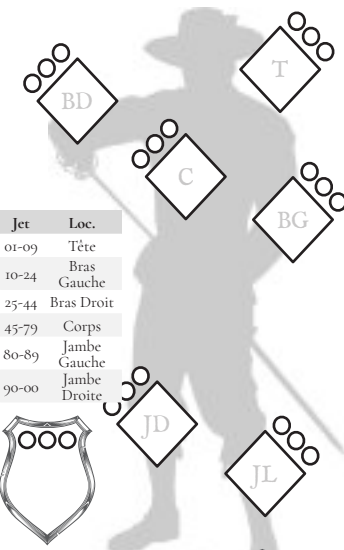 T
BD
C
BG
Jet Loc.
01-09 Tête
10-24 Bras
Gauche
25-44 Bras Droit
45-79 Corps
80-89 Jambe
Gauche
90-00 Jambe
Droite
JD
JL